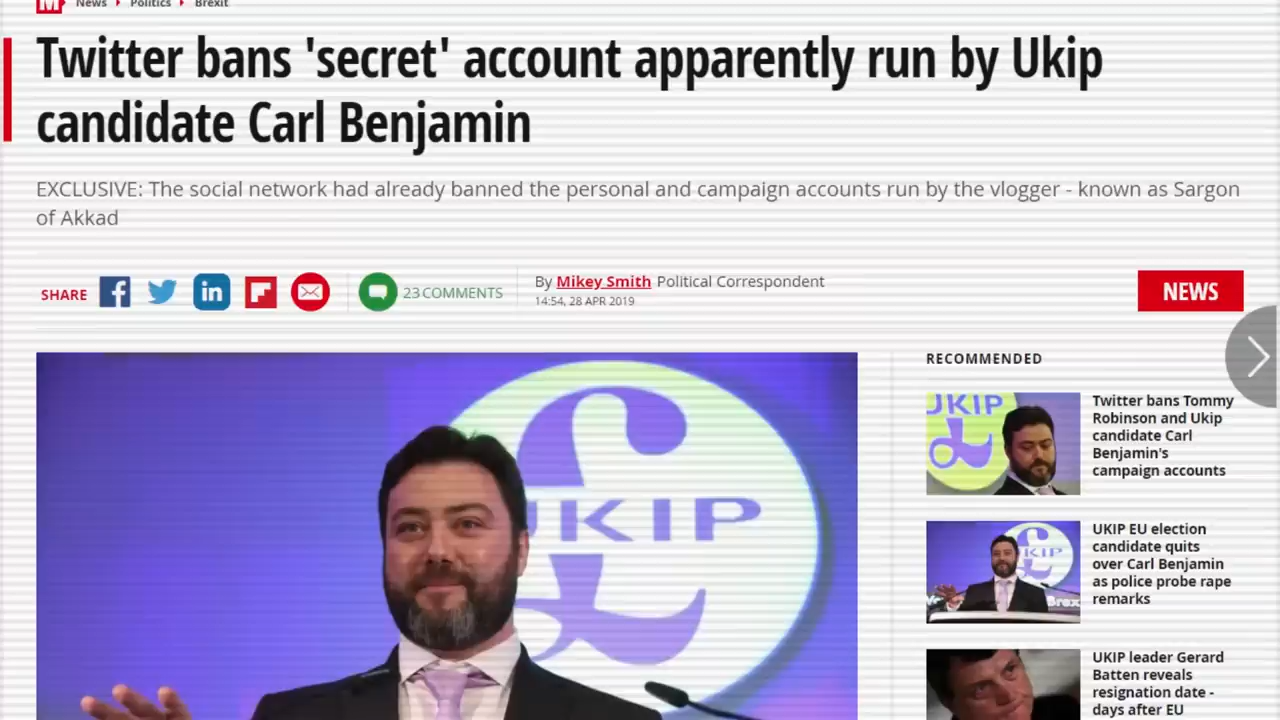 M News Politics Brexit
Twitter bans 'secret' account apparently run by Ukip
candidate Carl Benjamin
EXCLUSIVE: The social network had already banned the personal and campaign accounts run by the vlogger - known as Sargon
of Akkad
SHARE in 23 COMMENTS By Mikey Smith Political Correspondent
14:54, 28 APR 2019
NEWS
UKIP
RECOMMENDED
UKIP
Twitter bans Tommy
Robinson and Ukip
candidate Carl
Benjamin's
campaign accounts
UKIP EU election
candidate quits
over Carl Benjamin
as police probe rape
remarks
UKIP leader Gerard
Batten reveals
resignation date -
days after EU